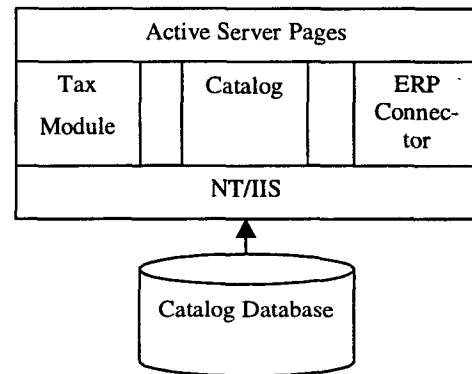 Active Server Pages
Tax
Module
Catalog
ERP
Connec-
tor
NT/IIS
Catalog Database